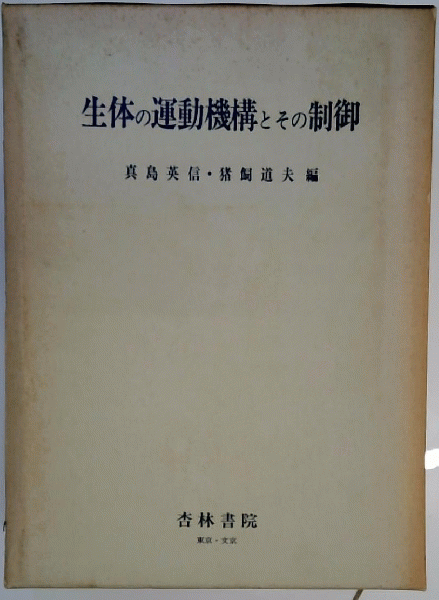 生体の運動機構とその制御
真島英信・猪飼道夫編
杏林書院
東京・文京